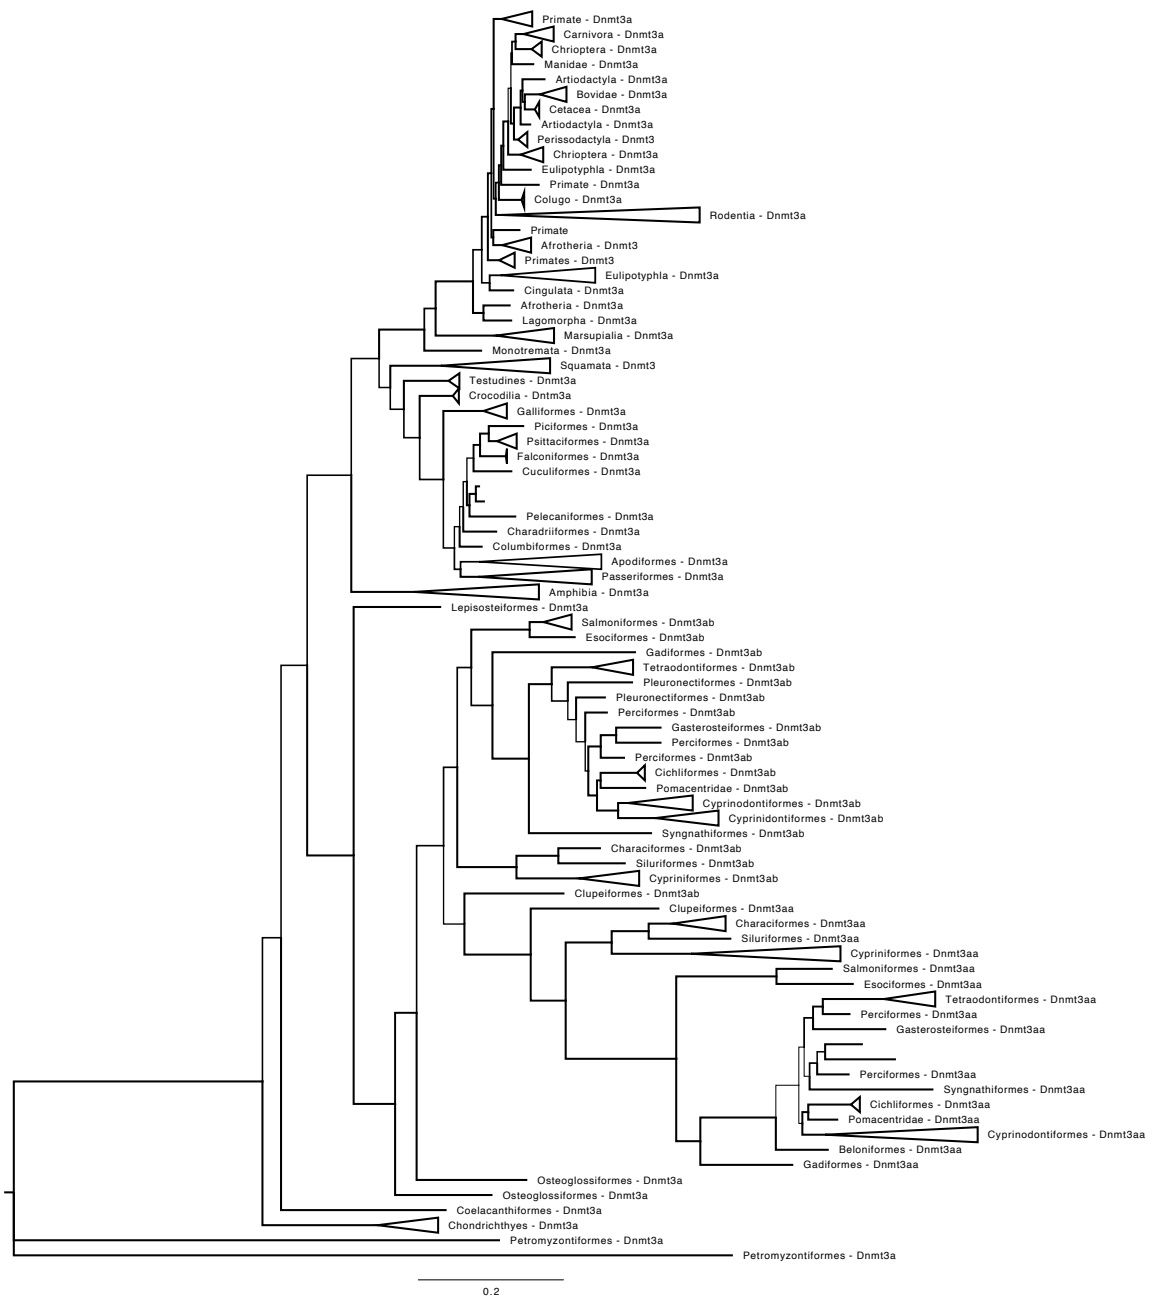 Primate - Dnmt3a
Carnivora - Dnmt3a
Chrioptera - Dnmt3a
Manidae - Dnmt3a
Artiodactyla - Dnmt3a
Bovidae - Dnmt3a
Cetacea - Dnmt3a
Artiodactyla - Dnmt3a
Perissodactyla - Dnmt3
Chrioptera - Dnmt3a
Eulipotyphla - Dnmt3a
Primate - Dnmt3a
Colugo - Dnmt3a
Rodentia - Dnmt3a
Primate
Afrotheria - Dnmt3
Primates - Dnmt3
Eulipotyphla - Dnmt3a
Cingulata - Dnmt3a
Afrotheria - Dnmt3a
Lagomorpha - Dnmt3a
Marsupialia - Dnmt3a
Monotremata - Dnmt3a
Squamata - Dnmt3
Testudines - Dnmt3a
Crocodilia - Dntm3a
Galliformes - Dnmt3a
Piciformes - Dnmt3a
Psittaciformes - Dnmt3a
Falconiformes - Dnmt3a
Cuculiformes - Dnmt3a
Pelecaniformes - Dnmt3a
Charadriiformes - Dnmt3a
Columbiformes - Dnmt3a
Apodiformes - Dnmt3a
Passeriformes - Dnmt3a
Amphibia - Dnmt3a
Lepisosteiformes - Dnmt3a
Salmoniformes - Dnmt3ab
Esociformes - Dnmt3ab
Gadiformes - Dnmt3ab
Tetraodontiformes - Dnmt3ab
Pleuronectiformes - Dnmt3ab
Pleuronectiformes - Dnmt3ab
Perciformes - Dnmt3ab
Gasterosteiformes - Dnmt3ab
Perciformes - Dnmt3ab
Perciformes - Dnmt3ab
Cichliformes - Dnmt3ab
Pomacentridae - Dnmt3ab
Cyprinodontiformes - Dnmt3ab
Cyprinidontiformes - Dnmt3ab
Syngnathiformes - Dnmt3ab
Characiformes - Dnmt3ab
Siluriformes - Dnmt3ab
Cypriniformes - Dnmt3ab
Clupeiformes - Dnmt3ab
Clupeiformes - Dnmt3aa
Characiformes - Dnmt3aa
Siluriformes - Dnmt3aa
Cypriniformes - Dnmt3aa
Salmoniformes - Dnmt3aa
Esociformes - Dnmt3aa
Tetraodontiformes - Dnmt3aa
Perciformes - Dnmt3aa
Gasterosteiformes - Dnmt3aa
Perciformes - Dnmt3aa
Syngnathiformes - Dnmt3aa
Cichliformes - Dnmt3aa
Pomacentridae - Dnmt3aa
Cyprinodontiformes - Dnmt3aa
Beloniformes - Dnmt3aa
Gadiformes - Dnmt3aa
Osteoglossiformes - Dnmt3a
Osteoglossiformes - Dnmt3a
Coelacanthiformes - Dnmt3a
Chondrichthyes - Dnmt3a
Petromyzontiformes - Dnmt3a
Petromyzontiformes - Dnmt3a
0.2